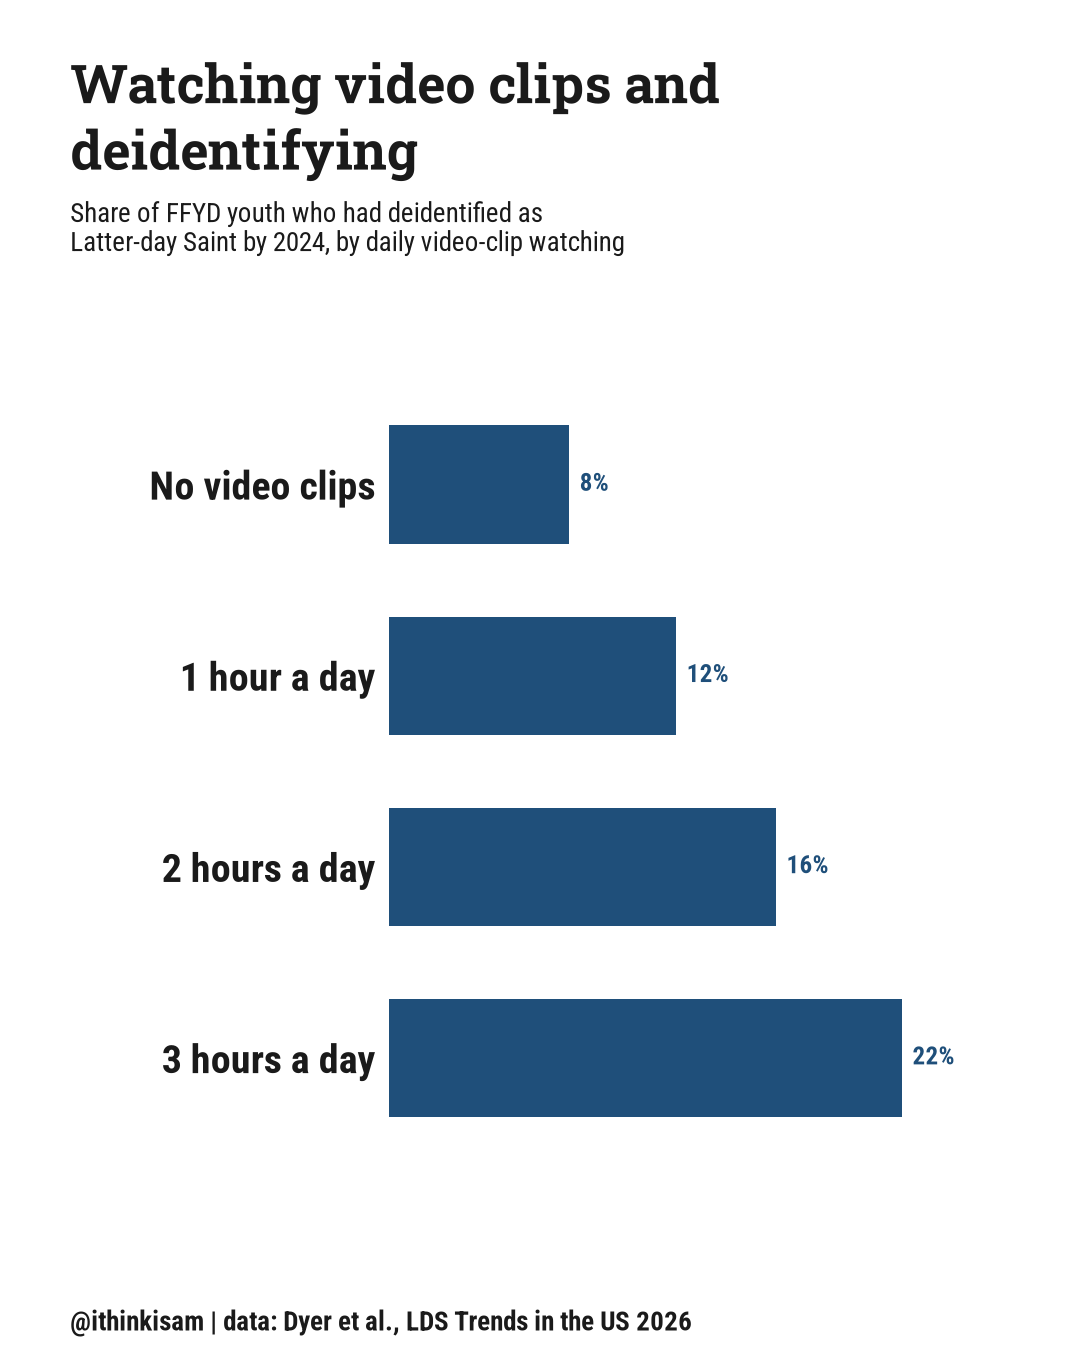 Watching video clips and
deidentifying
Share of FFYD youth who had deidentified as
Latter-day Saint by 2024, by daily video-clip watching
No video clips
8%
1 hour a day
12%
2 hours a day
16%
3 hours a day
22%
@ithinkisam | data: Dyer et al., LDS Trends in the US 2026